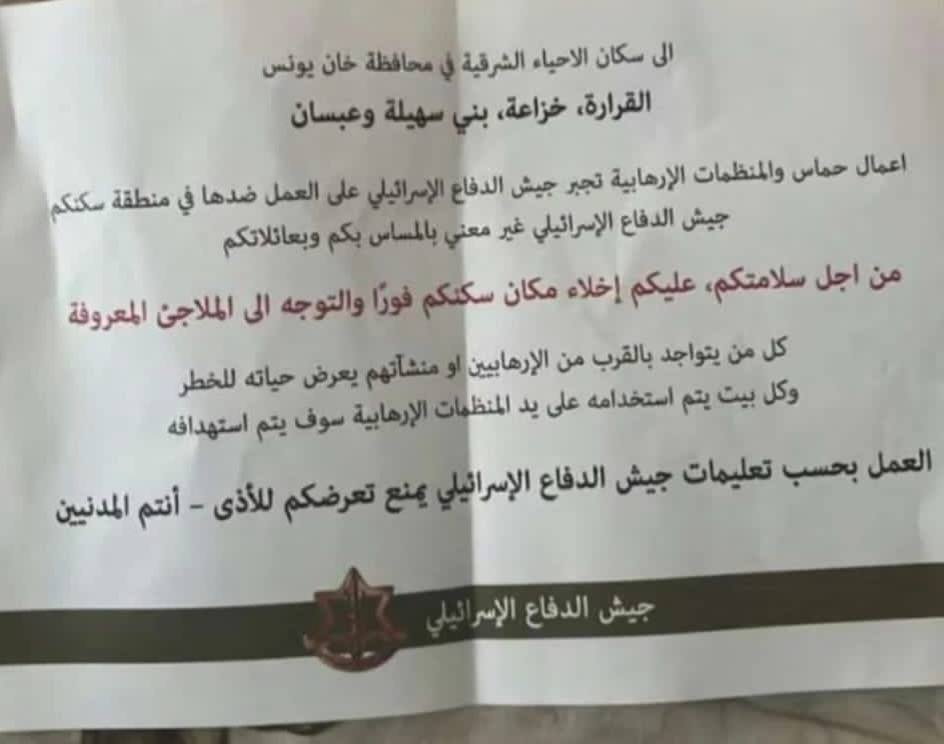 الى سكان الاحياء الشرقية في محافظة خان يونس
القرارة، خزاعة، بني سهيلة وعبسان
اعمال حماس والمنظمات الإرهابية تجبر جيش الدفاع الإسرائيلي على العمل ضدها في منطقة سكنكم
جيش الدفاع الإسرائيلي غير معني بالمساس بكم وبعائلاتكم
من اجل سلامتكم، عليكم إخلاء مكان سكنكم فورًا والتوجه الى الملاجئ المعروفة
كل من يتواجد بالقرب من الإرهابيين او منشآتهم يعرض حياته للخطر
وكل بيت يتم استخدامه على يد المنظمات الإرهابية سوف يتم استهدافه
العمل بحسب تعليمات جيش الدفاع الإسرائيلي يمنع تعرضكم للأذى – أنتم المدنيين
جيش الدفاع الإسرائيلي